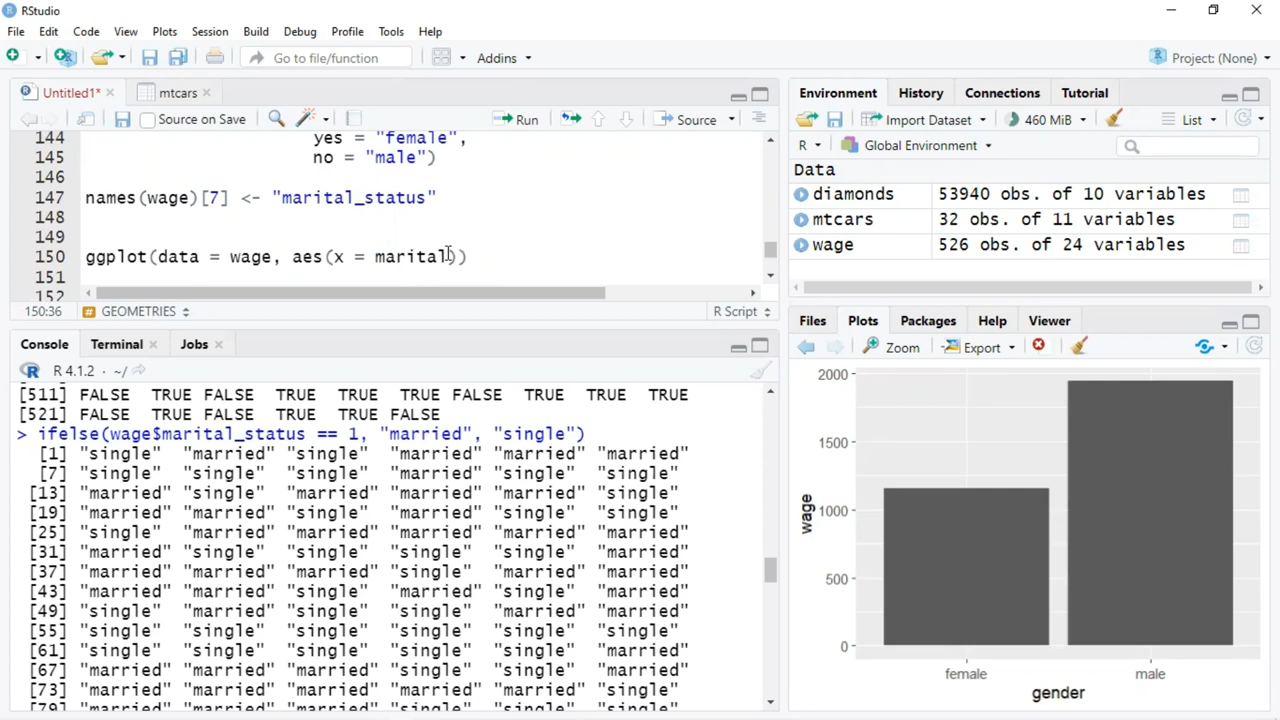 RStudio
File Edit Code View Plots Session Build Debug Profile Tools Help
Go to file/function Addins Project: (None)
Untitled1* mtcars
Source on Save Run Source
144 yes = "female",
145 no = "male")
146
147 names(wage)[7] <- "marital_status"
148
149
150 ggplot(data = wage, aes(x = marital))
151
152
150:36 # GEOMETRIES R Script
Console Terminal Jobs
R 4.1.2 · ~/
[511] FALSE TRUE FALSE TRUE TRUE TRUE FALSE TRUE TRUE TRUE
[521] FALSE TRUE FALSE TRUE TRUE FALSE
> ifelse(wage$marital_status == 1, "married", "single")
[1] "single" "married" "single" "married" "married" "married"
[7] "single" "single" "single" "married" "married" "single"
[13] "married" "single" "married" "married" "married" "single"
[19] "married" "single" "married" "married" "single" "single"
[25] "single" "married" "married" "married" "married" "single"
[31] "married" "single" "married" "single" "single" "married"
[37] "married" "married" "married" "single" "married" "married"
[43] "married" "single" "married" "married" "single" "married"
[49] "single" "married" "single" "single" "married" "married"
[55] "single" "married" "single" "single" "single" "single"
[61] "single" "single" "married" "single" "married" "married"
[67] "married" "married" "married" "single" "single" "married"
[73] "married" "married" "married" "married" "married" "single"
[79] "married" "married" "single" "single" "single" "single"
Environment History Connections Tutorial
Import Dataset 460 MiB List
R Global Environment
Data
diamonds 53940 obs. of 10 variables
mtcars 32 obs. of 11 variables
wage 526 obs. of 24 variables
Files Plots Packages Help Viewer
Zoom Export
2000
1500
1000
500
0
wage
female male
gender